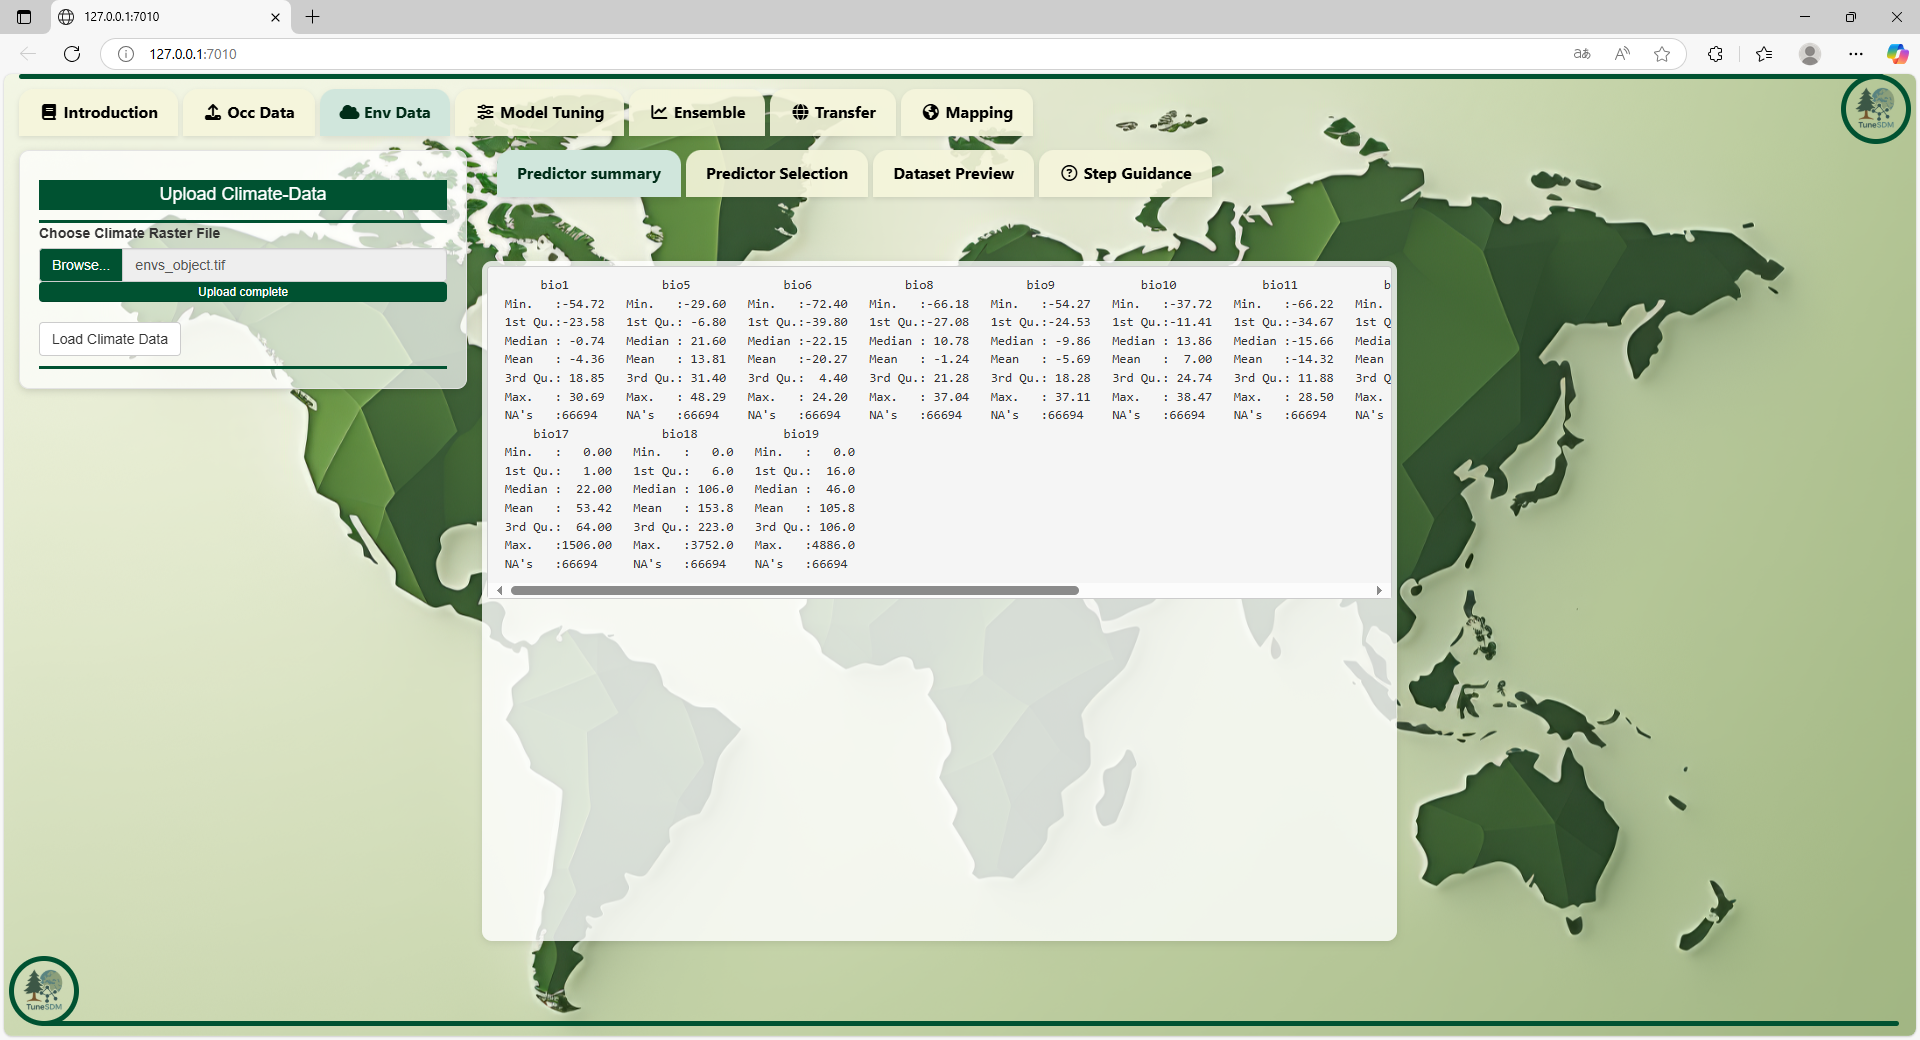 127.0.0.1:7010
127.0.0.1:7010
Introduction
Occ Data
Env Data
Model Tuning
Ensemble
Transfer
Mapping
TuneSDM
Upload Climate-Data
Choose Climate Raster File
Browse... envs_object.tif
Upload complete
Load Climate Data
Predictor summary
Predictor Selection
Dataset Preview
Step Guidance
bio1 bio5 bio6 bio8 bio9 bio10 bio11 b
Min. :-54.72 Min. :-29.60 Min. :-72.40 Min. :-66.18 Min. :-54.27 Min. :-37.72 Min. :-66.22 Min.
1st Qu.:-23.58 1st Qu.: -6.80 1st Qu.:-39.80 1st Qu.:-27.08 1st Qu.:-24.53 1st Qu.:-11.41 1st Qu.:-34.67 1st Q
Median : -0.74 Median : 21.60 Median :-22.15 Median : 10.78 Median : -9.86 Median : 13.86 Median :-15.66 Media
Mean : -4.36 Mean : 13.81 Mean :-20.27 Mean : -1.24 Mean : -5.69 Mean : 7.00 Mean :-14.32 Mean
3rd Qu.: 18.85 3rd Qu.: 31.40 3rd Qu.: 4.40 3rd Qu.: 21.28 3rd Qu.: 18.28 3rd Qu.: 24.74 3rd Qu.: 11.88 3rd Q
Max. : 30.69 Max. : 48.29 Max. : 24.20 Max. : 37.04 Max. : 37.11 Max. : 38.47 Max. : 28.50 Max.
NA's :66694 NA's :66694 NA's :66694 NA's :66694 NA's :66694 NA's :66694 NA's :66694 NA's
bio17 bio18 bio19
Min. : 0.00 Min. : 0.0 Min. : 0.0
1st Qu.: 1.00 1st Qu.: 6.0 1st Qu.: 16.0
Median : 22.00 Median : 106.0 Median : 46.0
Mean : 53.42 Mean : 153.8 Mean : 105.8
3rd Qu.: 64.00 3rd Qu.: 223.0 3rd Qu.: 106.0
Max. :1506.00 Max. :3752.0 Max. :4886.0
NA's :66694 NA's :66694 NA's :66694
TuneSDM